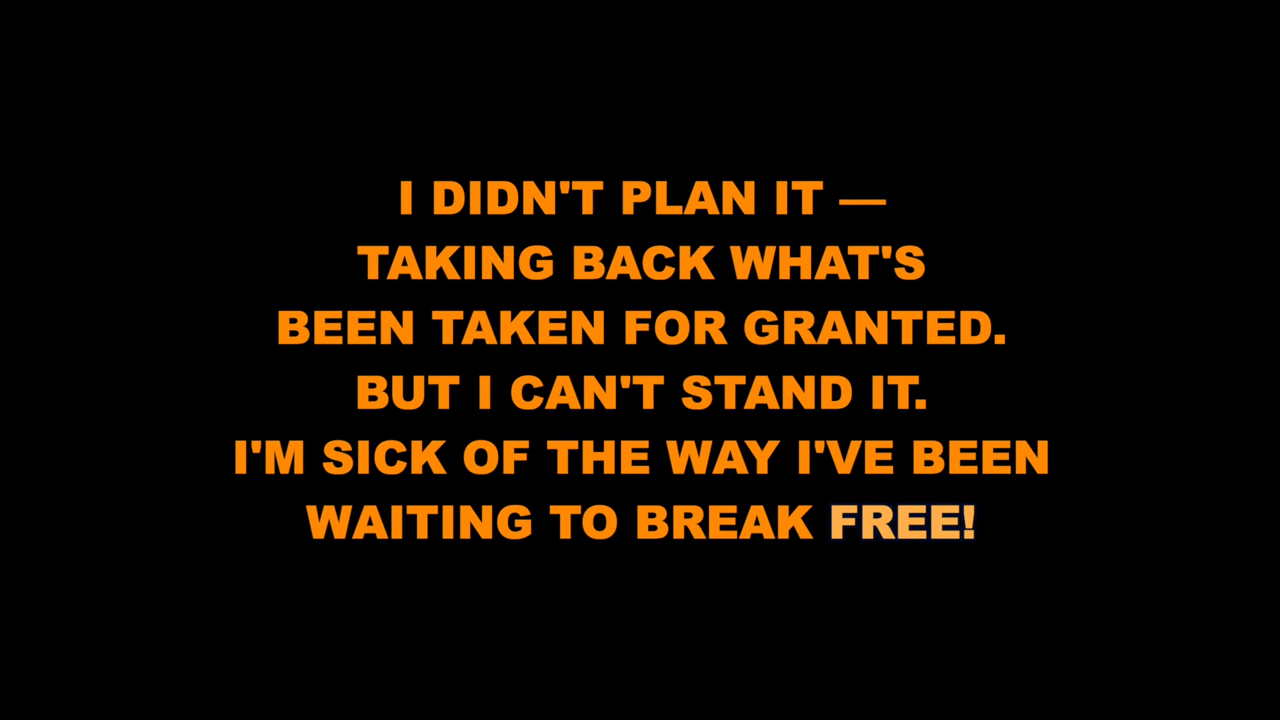 I DIDN'T PLAN IT —
TAKING BACK WHAT'S
BEEN TAKEN FOR GRANTED.
BUT I CAN'T STAND IT.
I'M SICK OF THE WAY I'VE BEEN
WAITING TO BREAK FREE!